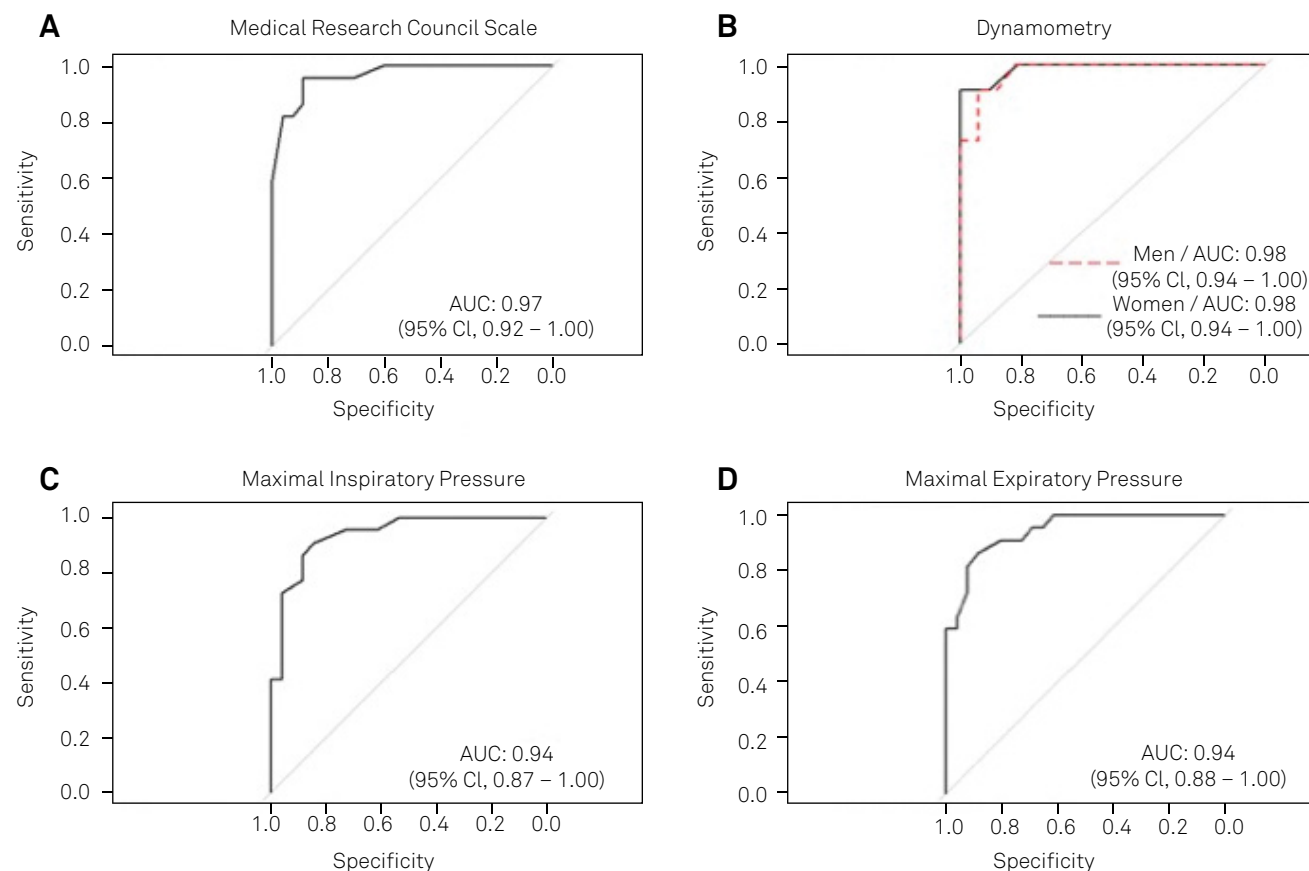 A
Medical Research Council Scale
1.0
0.8
0.6
0.4
0.2
0.0
Sensitivity
AUC: 0.97
(95% CI, 0.92 – 1.00)
1.0 0.8 0.6 0.4 0.2 0.0
Specificity
B
Dynamometry
1.0
0.8
0.6
0.4
0.2
0.0
Sensitivity
Men / AUC: 0.98
(95% CI, 0.94 – 1.00)
Women / AUC: 0.98
(95% CI, 0.94 – 1.00)
1.0 0.8 0.6 0.4 0.2 0.0
Specificity
C
Maximal Inspiratory Pressure
1.0
0.8
0.6
0.4
0.2
0.0
Sensitivity
AUC: 0.94
(95% CI, 0.87 – 1.00)
1.0 0.8 0.6 0.4 0.2 0.0
Specificity
D
Maximal Expiratory Pressure
1.0
0.8
0.6
0.4
0.2
0.0
Sensitivity
AUC: 0.94
(95% CI, 0.88 – 1.00)
1.0 0.8 0.6 0.4 0.2 0.0
Specificity